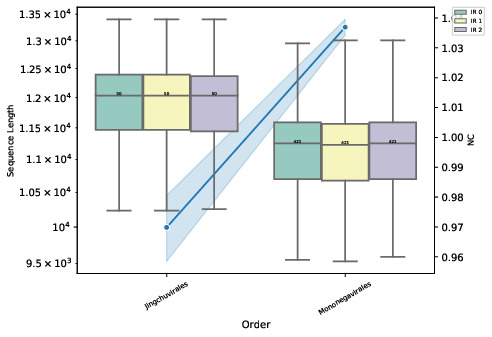 1.35 × 10⁴
1.3 × 10⁴
1.25 × 10⁴
1.2 × 10⁴
1.15 × 10⁴
1.1 × 10⁴
1.05 × 10⁴
10⁴
9.5 × 10³
Sequence Length
50
50
50
421
421
Jingchuvirales
Mononegavirales
Order
1.03
1.02
1.01
1.00
0.99
0.98
0.97
0.96
NC
IR 0
IR 1
IR 2